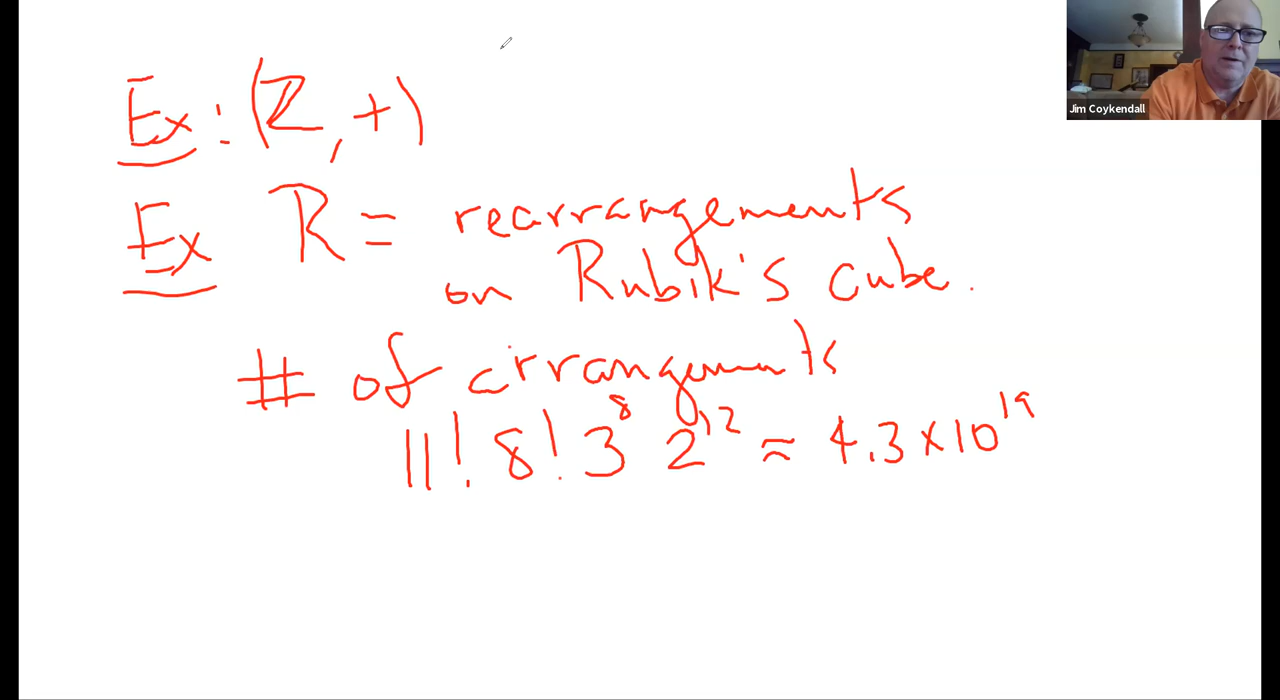 Ex : (ℤ, +)
Ex R = rearrangements
on Rubik's cube.
# of arrangements
11! 8! 3⁸ 2¹² ≈ 4.3×10¹⁹
Jim Coykendall